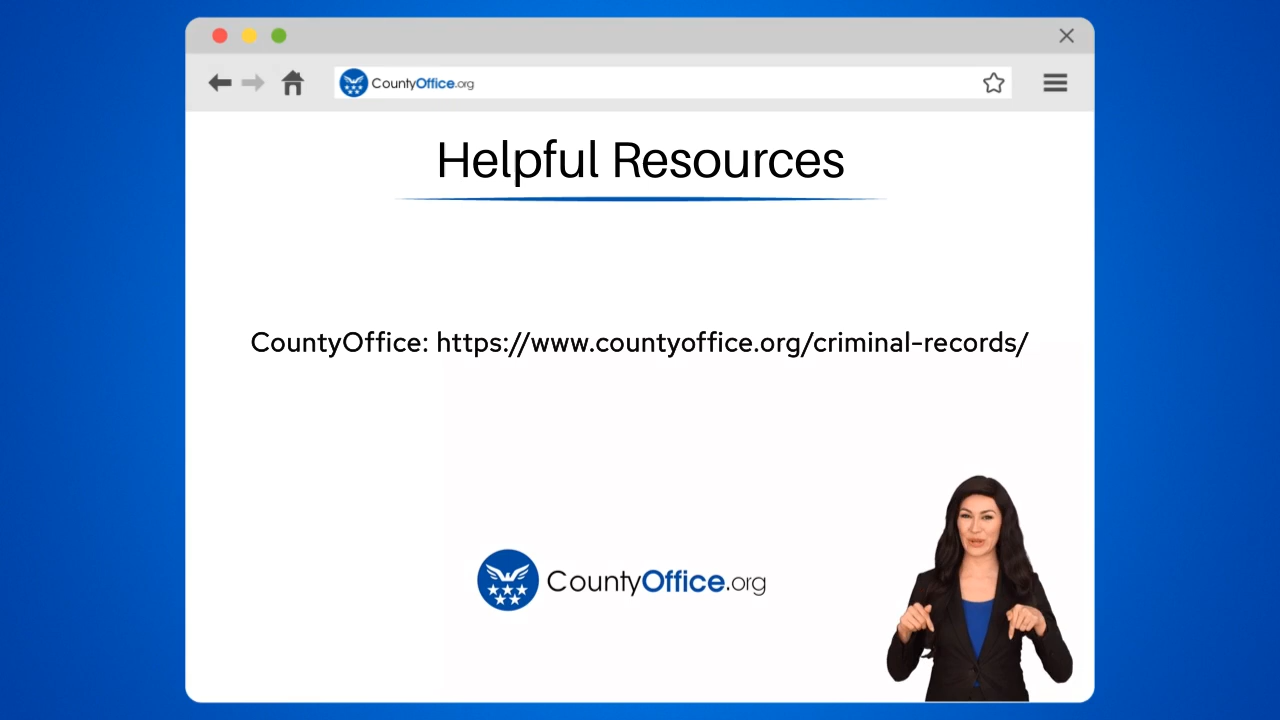 CountyOffice.org
Helpful Resources
CountyOffice: https://www.countyoffice.org/criminal-records/
CountyOffice.org